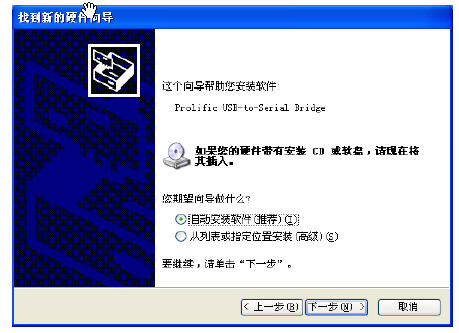 找到新的硬件向导
这个向导帮助您安装软件:
Prolific USB-to-Serial Bridge
如果您的硬件带有安装 CD 或软盘，请现在将
其插入。
您期望向导做什么?
自动安装软件(推荐)(I)
从列表或指定位置安装(高级)(S)
要继续，请单击“下一步”。
< 上一步(B) 下一步(N) > 取消